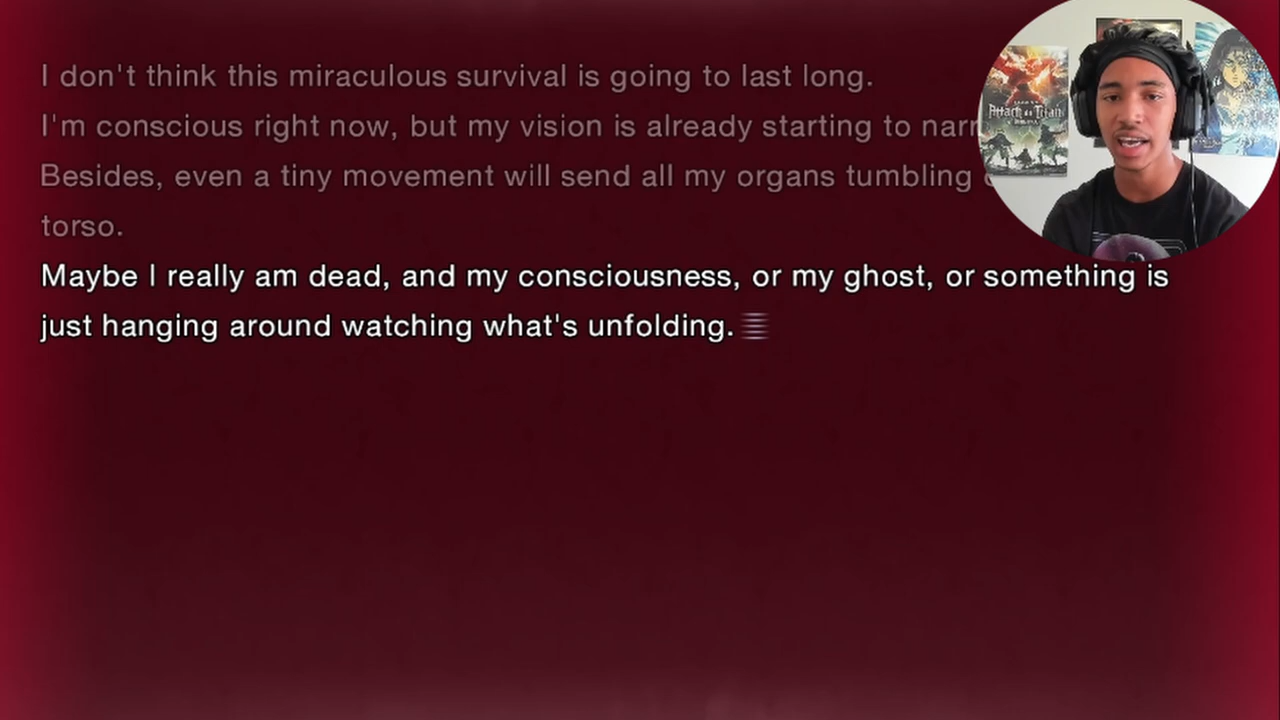 I don't think this miraculous survival is going to last long.
I'm conscious right now, but my vision is already starting to
Besides, even a tiny movement will send all my organs tumbling
torso.
Maybe I really am dead, and my consciousness, or my ghost, or something is
just hanging around watching what's unfolding.
Attack on Titan